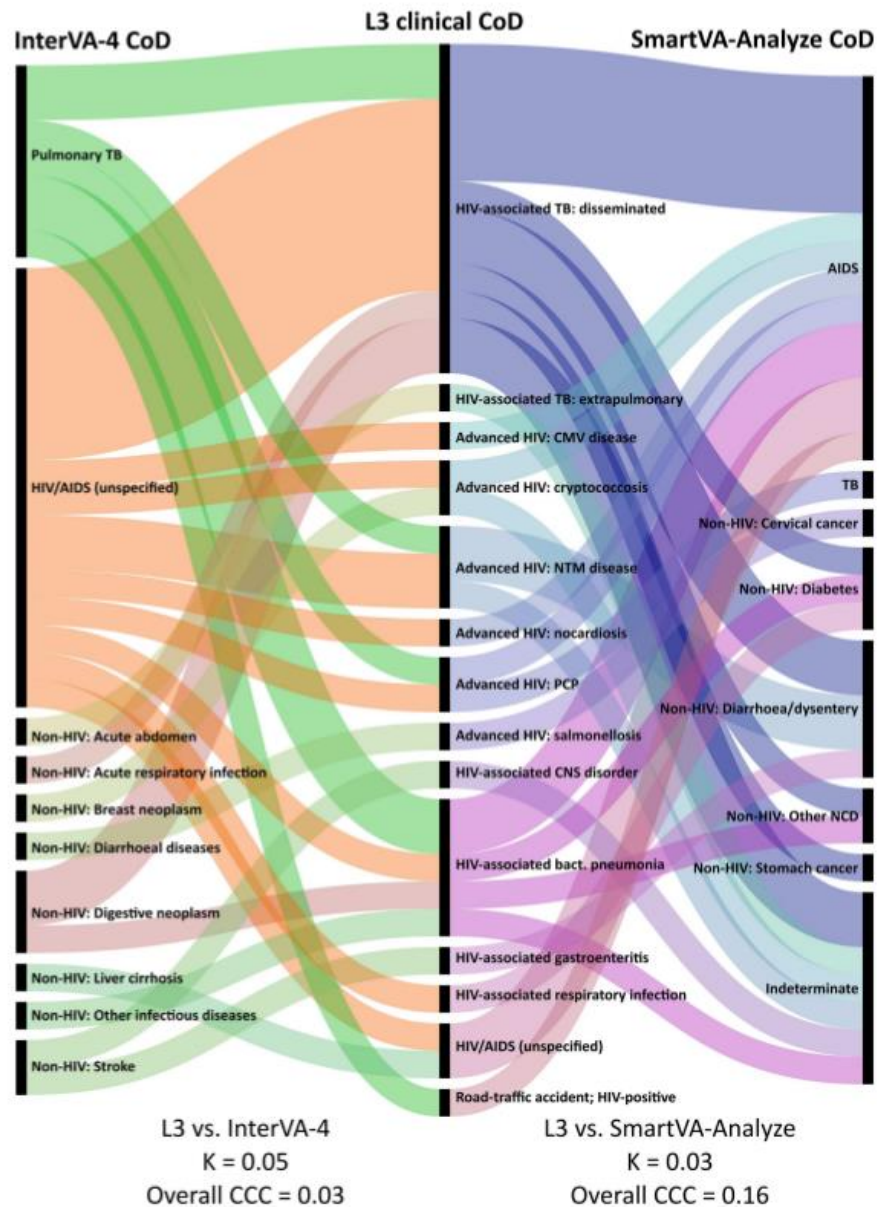 InterVA-4 CoD
L3 clinical CoD
SmartVA-Analyze CoD
Pulmonary TB
HIV/AIDS (unspecified)
Non-HIV: Acute abdomen
Non-HIV: Acute respiratory infection
Non-HIV: Breast neoplasm
Non-HIV: Diarrhoeal diseases
Non-HIV: Digestive neoplasm
Non-HIV: Liver cirrhosis
Non-HIV: Other infectious diseases
Non-HIV: Stroke
HIV-associated TB: disseminated
HIV-associated TB: extrapulmonary
Advanced HIV: CMV disease
Advanced HIV: cryptococcosis
Advanced HIV: NTM disease
Advanced HIV: nocardiosis
Advanced HIV: PCP
Advanced HIV: salmonellosis
HIV-associated CNS disorder
HIV-associated bact. pneumonia
HIV-associated gastroenteritis
HIV-associated respiratory infection
HIV/AIDS (unspecified)
Road-traffic accident; HIV-positive
AIDS
TB
Non-HIV: Cervical cancer
Non-HIV: Diabetes
Non-HIV: Diarrhoea/dysentery
Non-HIV: Other NCD
Non-HIV: Stomach cancer
Indeterminate
L3 vs. InterVA-4
K = 0.05
Overall CCC = 0.03
L3 vs. SmartVA-Analyze
K = 0.03
Overall CCC = 0.16